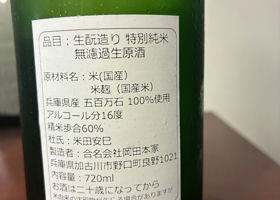 品目：生酛造り 特別純米
無濾過生原酒
原材料名：米(国産)
米麹（国産米）
兵庫県産 五百万石 100%使用
アルコール分16度
精米歩合60%
杜氏：米田安巳
製造者：合名会社岡田本家
兵庫県加古川市野口町良野1021
内容量：720ml
お酒は二十歳になってから